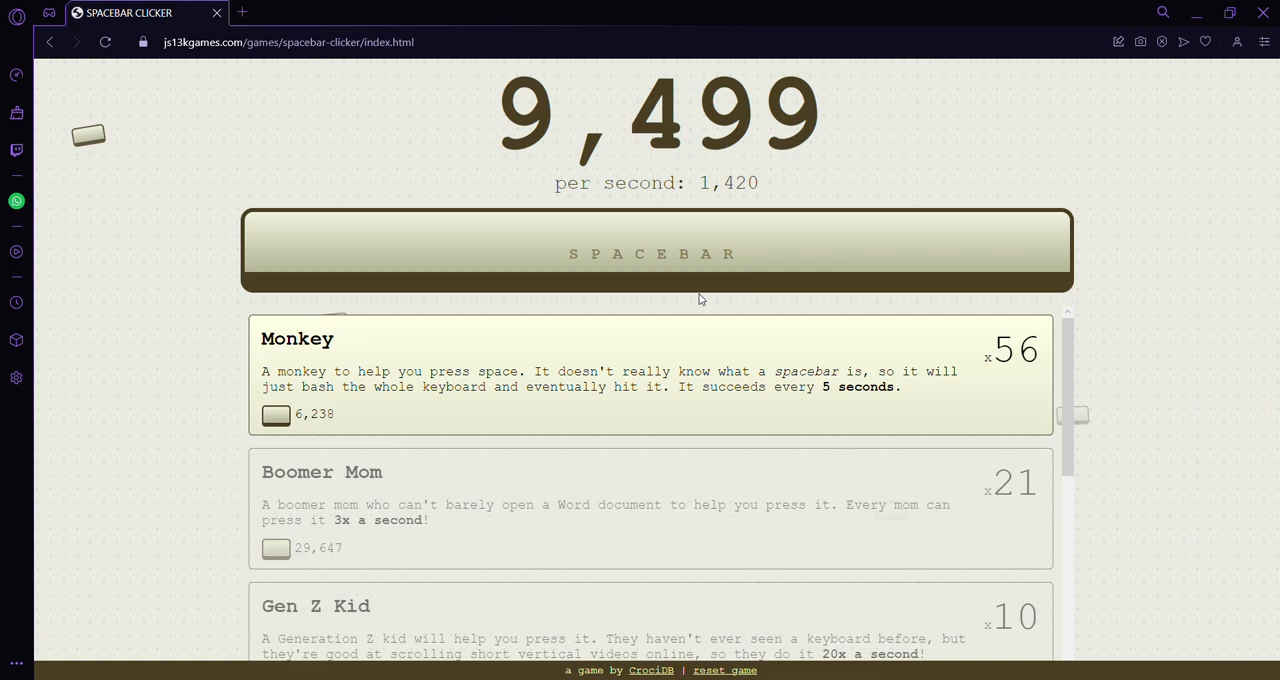 SPACEBAR CLICKER
js13kgames.com/games/spacebar-clicker/index.html
9,499
per second: 1,420
SPACEBAR
Monkey
x56
A monkey to help you press space. It doesn't really know what a spacebar is, so it will
just bash the whole keyboard and eventually hit it. It succeeds every 5 seconds.
6,238
Boomer Mom
x21
A boomer mom who can't barely open a Word document to help you press it. Every mom can
press it 3x a second!
29,647
Gen Z Kid
x10
A Generation Z kid will help you press it. They haven't ever seen a keyboard before, but
they're good at scrolling short vertical videos online, so they do it 20x a second!
a game by CrociDB | reset game